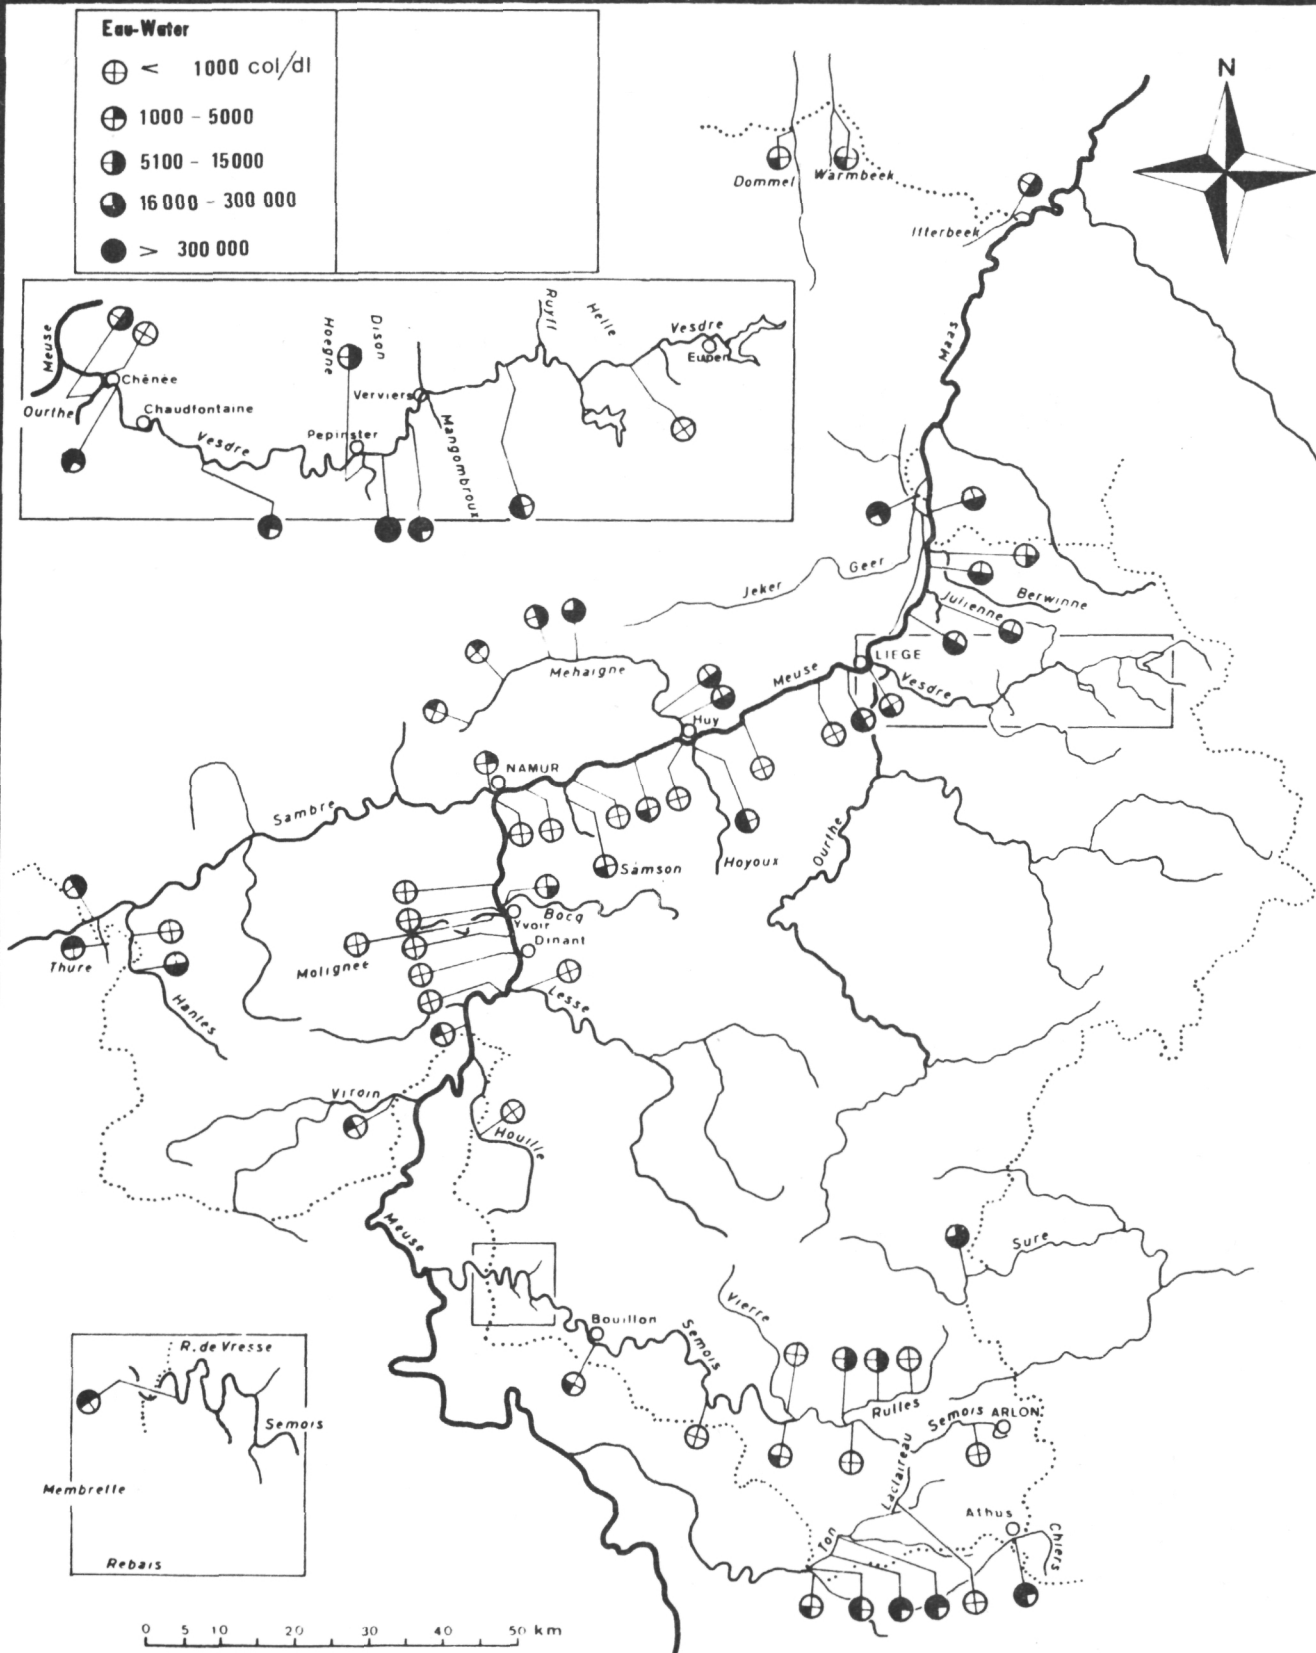 Eau-Water
< 1000 col/dl
1000 - 5000
5100 - 15000
16000 - 300 000
> 300 000
N
Dommel
Warmbeek
Itterbeek
Maas
Meuse
Ourthe
Chênée
Chaudfontaine
Vesdre
Hoegne
Dison
Pepinster
Verviers
Mangombroux
Ruyff
Helle
Vesdre
Eupen
Jeker
Geer
Berwinne
Julienne
LIEGE
Vesdre
Meuse
Mehaigne
Huy
NAMUR
Sambre
Samson
Hoyoux
Ourthe
Bocq
Yvoir
Dinant
Molignée
Thure
Hantes
Lesse
Viroin
Houille
Meuse
Sure
Bouillon
Semois
Vierre
Rulles
Semois
ARLON
Laclaireau
Ton
Athus
Chiers
R. de Vresse
Semois
Membrelle
Rebais
0 5 10 20 30 40 50 km